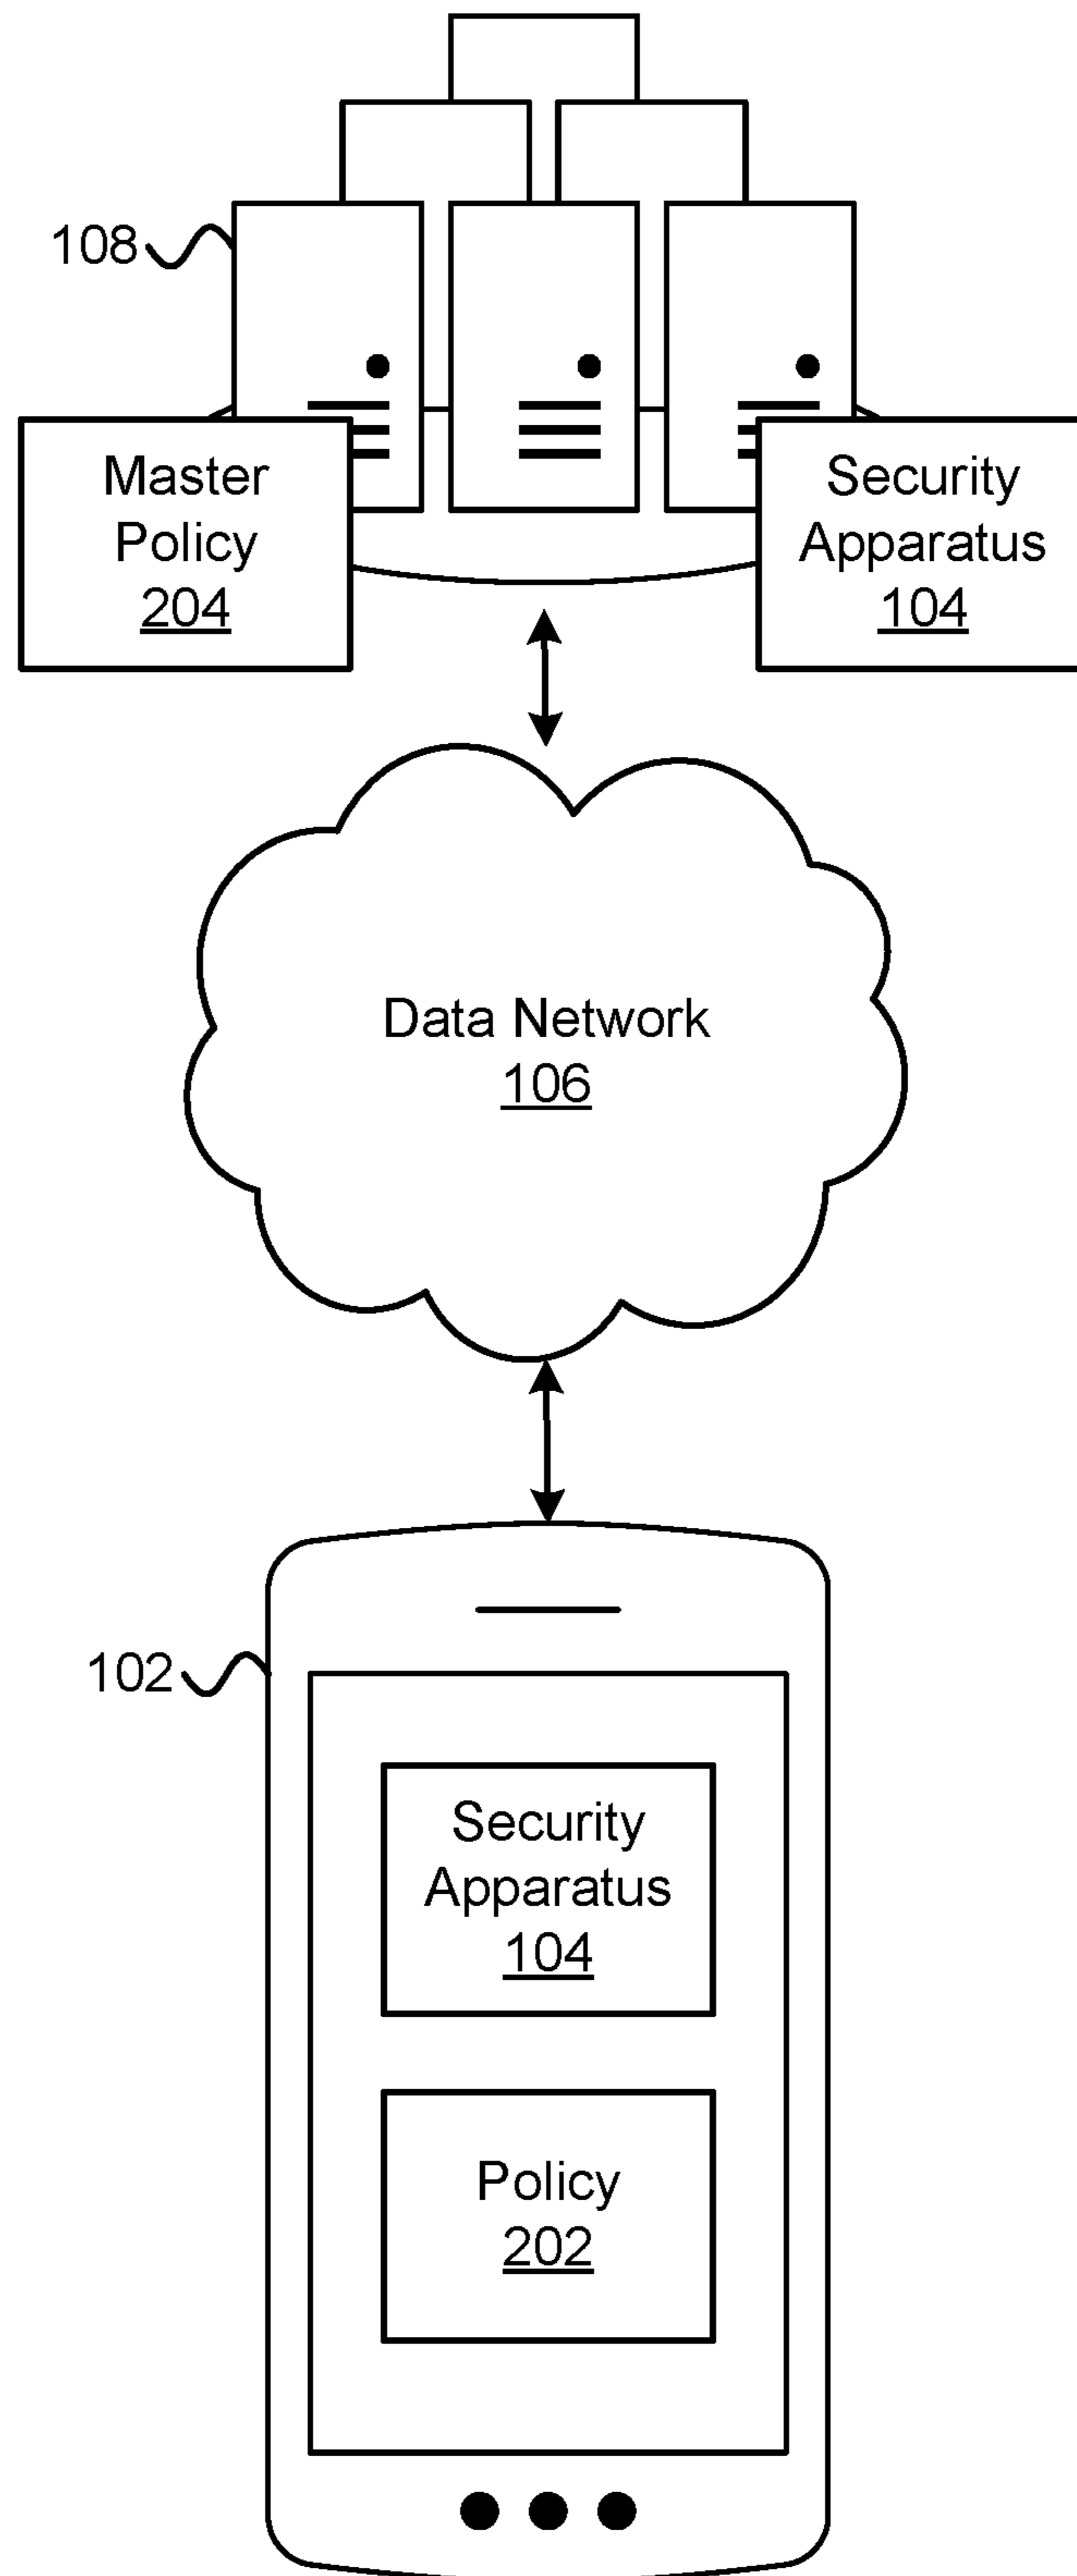 108
Master
Policy
204
Security
Apparatus
104
Data Network
106
102
Security
Apparatus
104
Policy
202